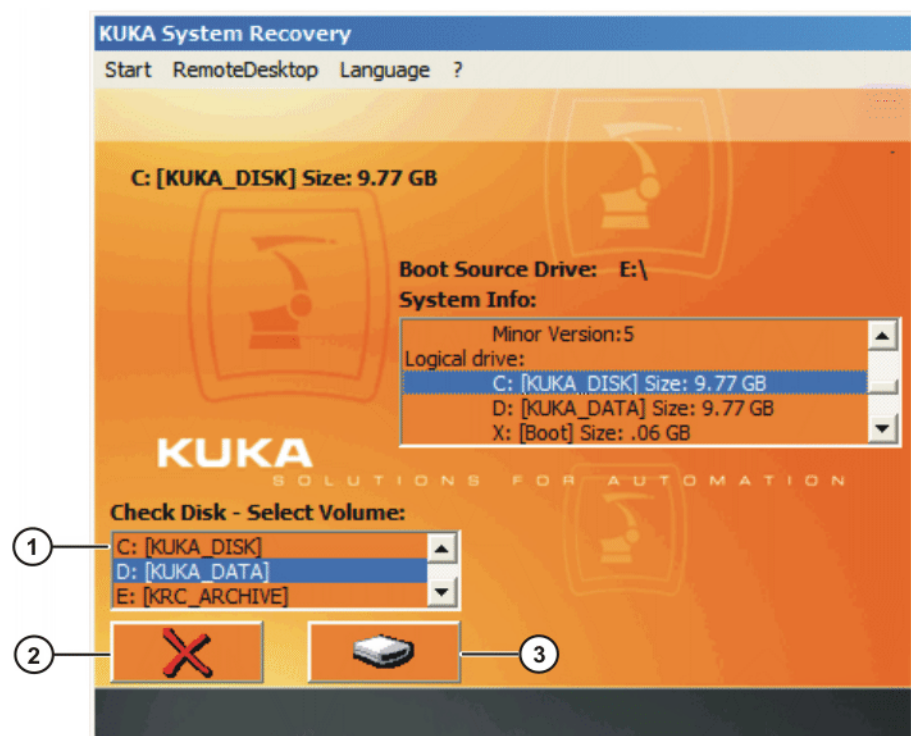 KUKA System Recovery
Start RemoteDesktop Language ?
C: [KUKA_DISK] Size: 9.77 GB
Boot Source Drive: E:\
System Info:
Minor Version:5
Logical drive:
C: [KUKA_DISK] Size: 9.77 GB
D: [KUKA_DATA] Size: 9.77 GB
X: [Boot] Size: .06 GB
KUKA
SOLUTIONS FOR AUTOMATION
Check Disk - Select Volume:
1
C: [KUKA_DISK]
D: [KUKA_DATA]
E: [KRC_ARCHIVE]
2
3